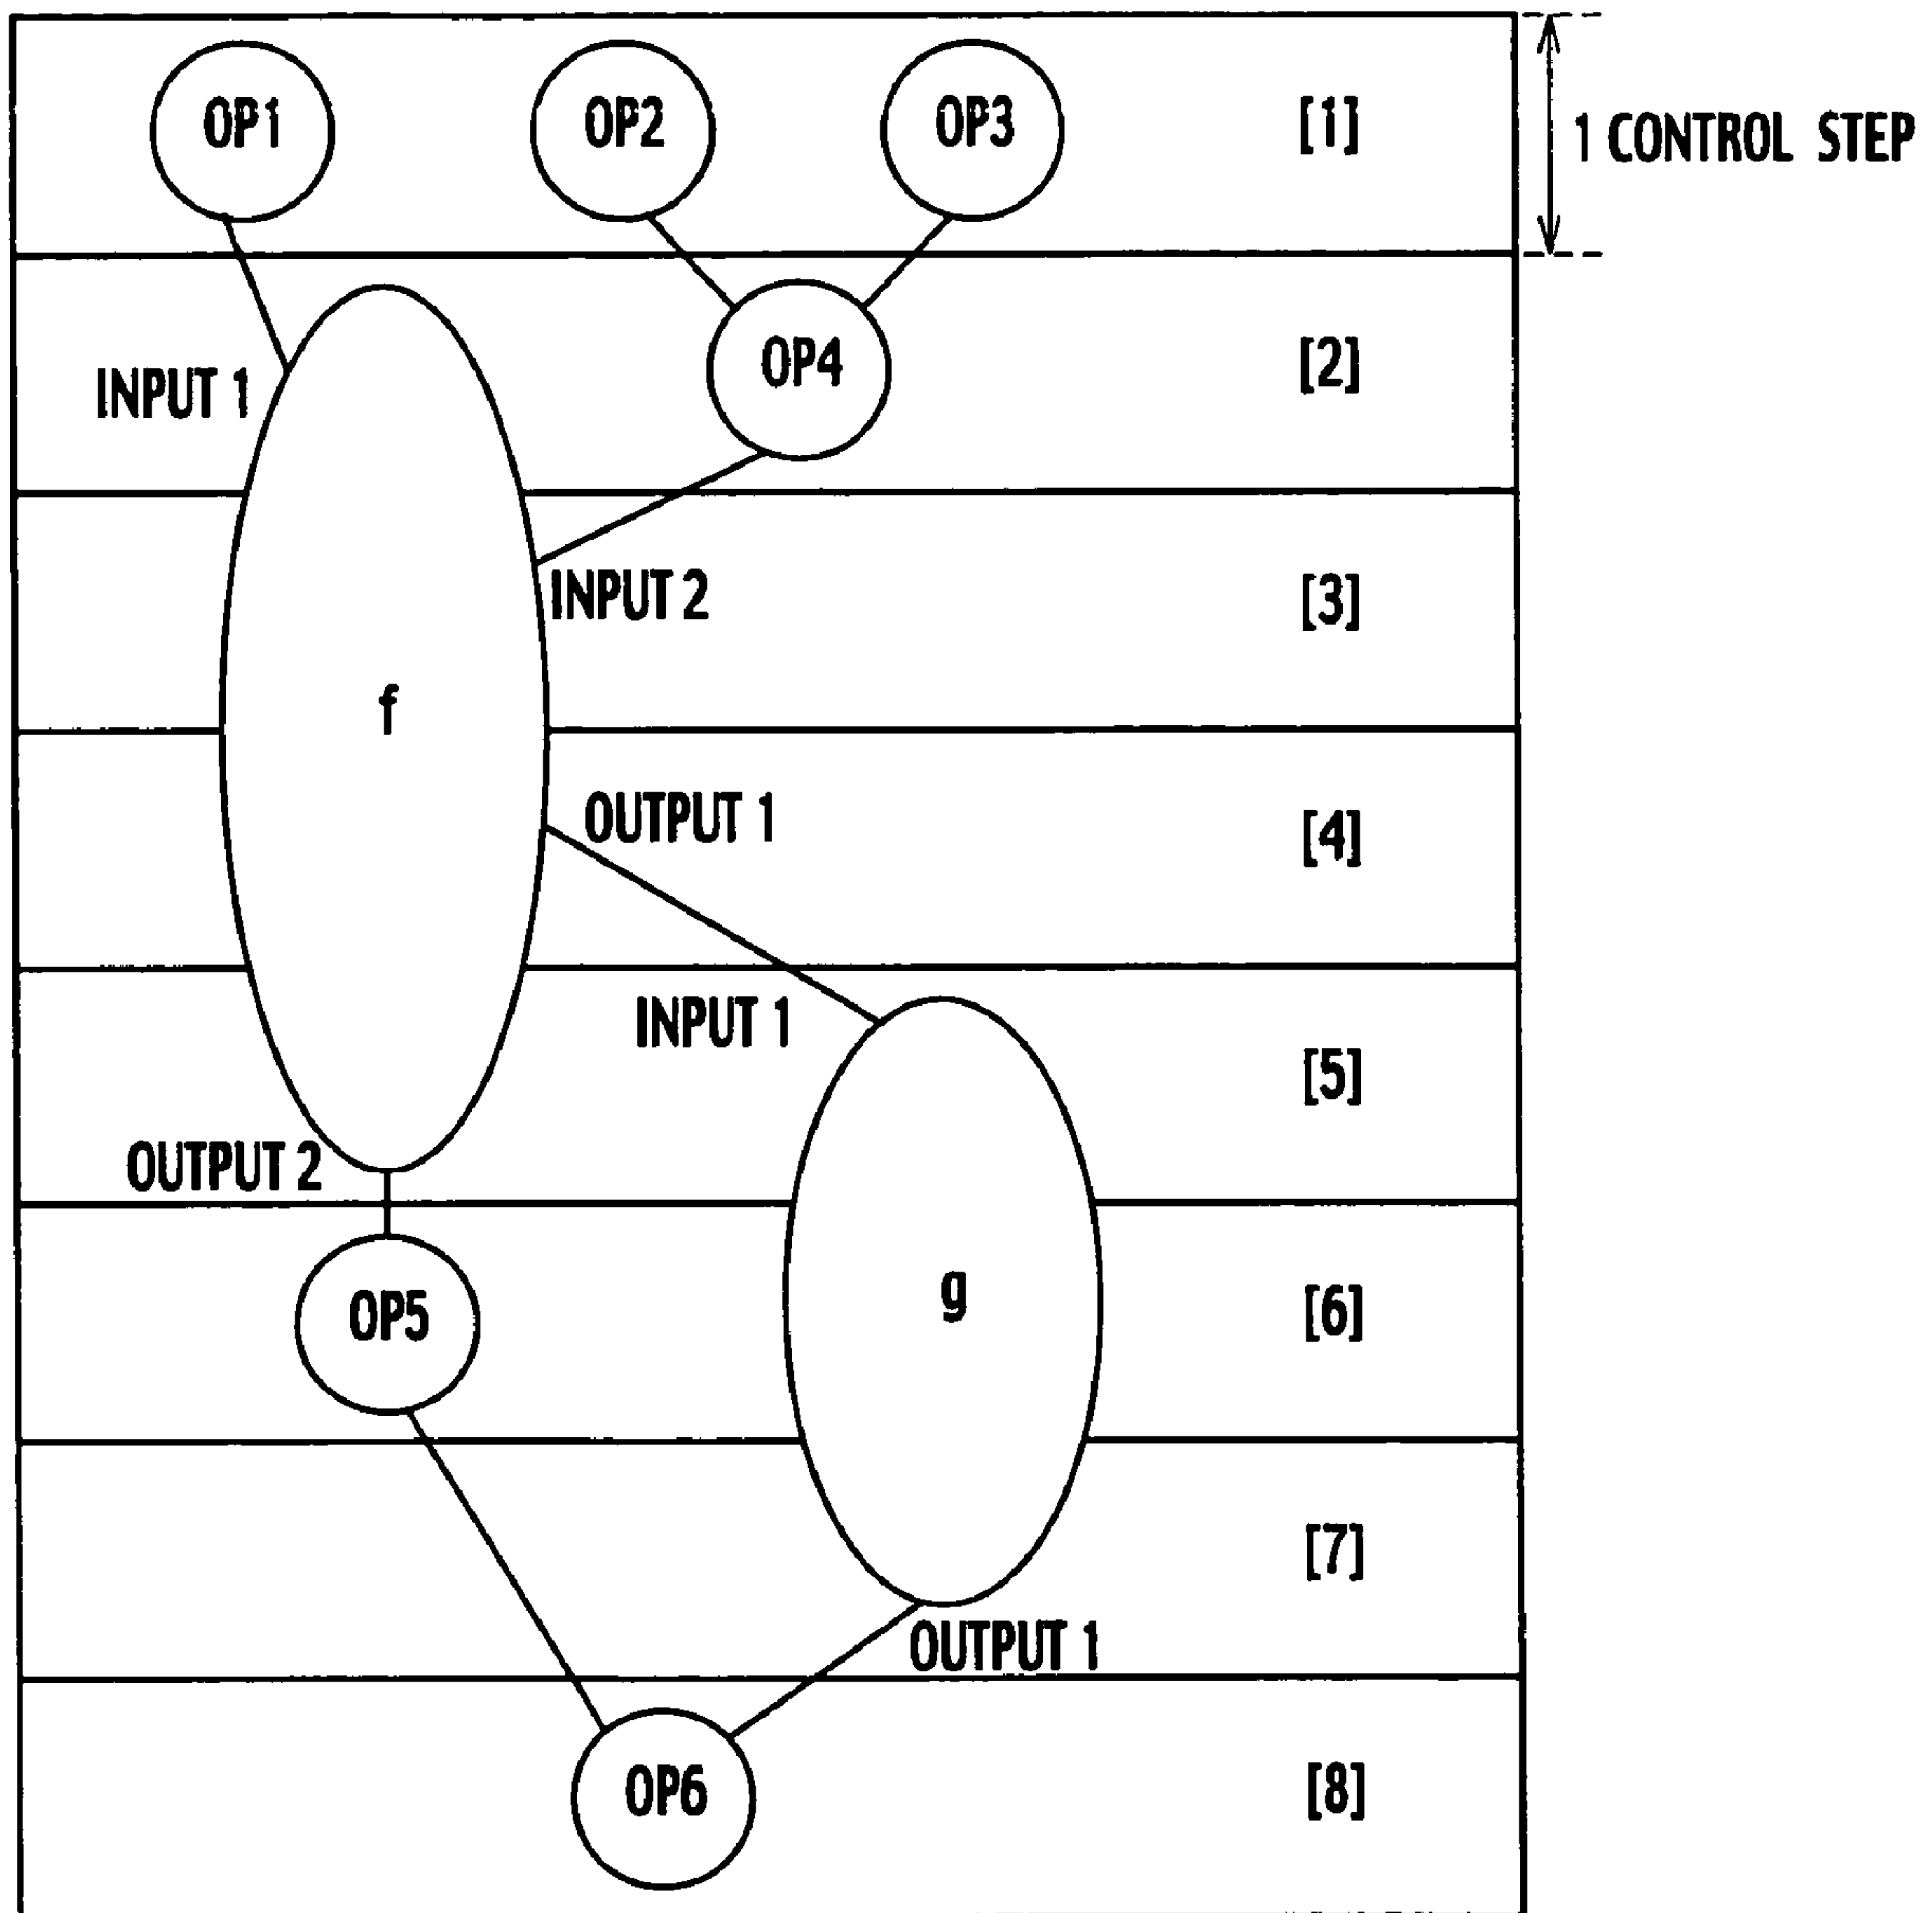 OP1 OP2 OP3 [1]
1 CONTROL STEP
OP4 [2]
INPUT 1
INPUT 2 [3]
f
OUTPUT 1 [4]
INPUT 1
[5]
OUTPUT 2
OP5 g [6]
[7]
OUTPUT 1
OP6 [8]